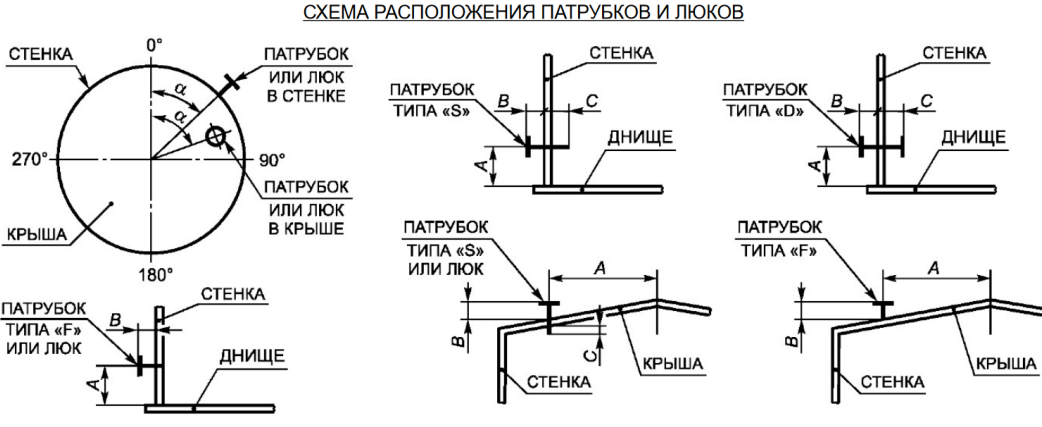 СХЕМА РАСПОЛОЖЕНИЯ ПАТРУБКОВ И ЛЮКОВ
0°
СТЕНКА
ПАТРУБОК
ИЛИ ЛЮК
В СТЕНКЕ
α
α
270°
90°
ПАТРУБОК
ИЛИ ЛЮК
В КРЫШЕ
КРЫША
180°
СТЕНКА
ПАТРУБОК
ТИПА «S»
B
C
ДНИЩЕ
A
СТЕНКА
ПАТРУБОК
ТИПА «D»
B
C
ДНИЩЕ
A
СТЕНКА
ПАТРУБОК
ТИПА «F»
ИЛИ ЛЮК
B
ДНИЩЕ
A
ПАТРУБОК
ТИПА «S»
ИЛИ ЛЮК
A
B
C
КРЫША
СТЕНКА
ПАТРУБОК
ТИПА «F»
A
B
КРЫША
СТЕНКА